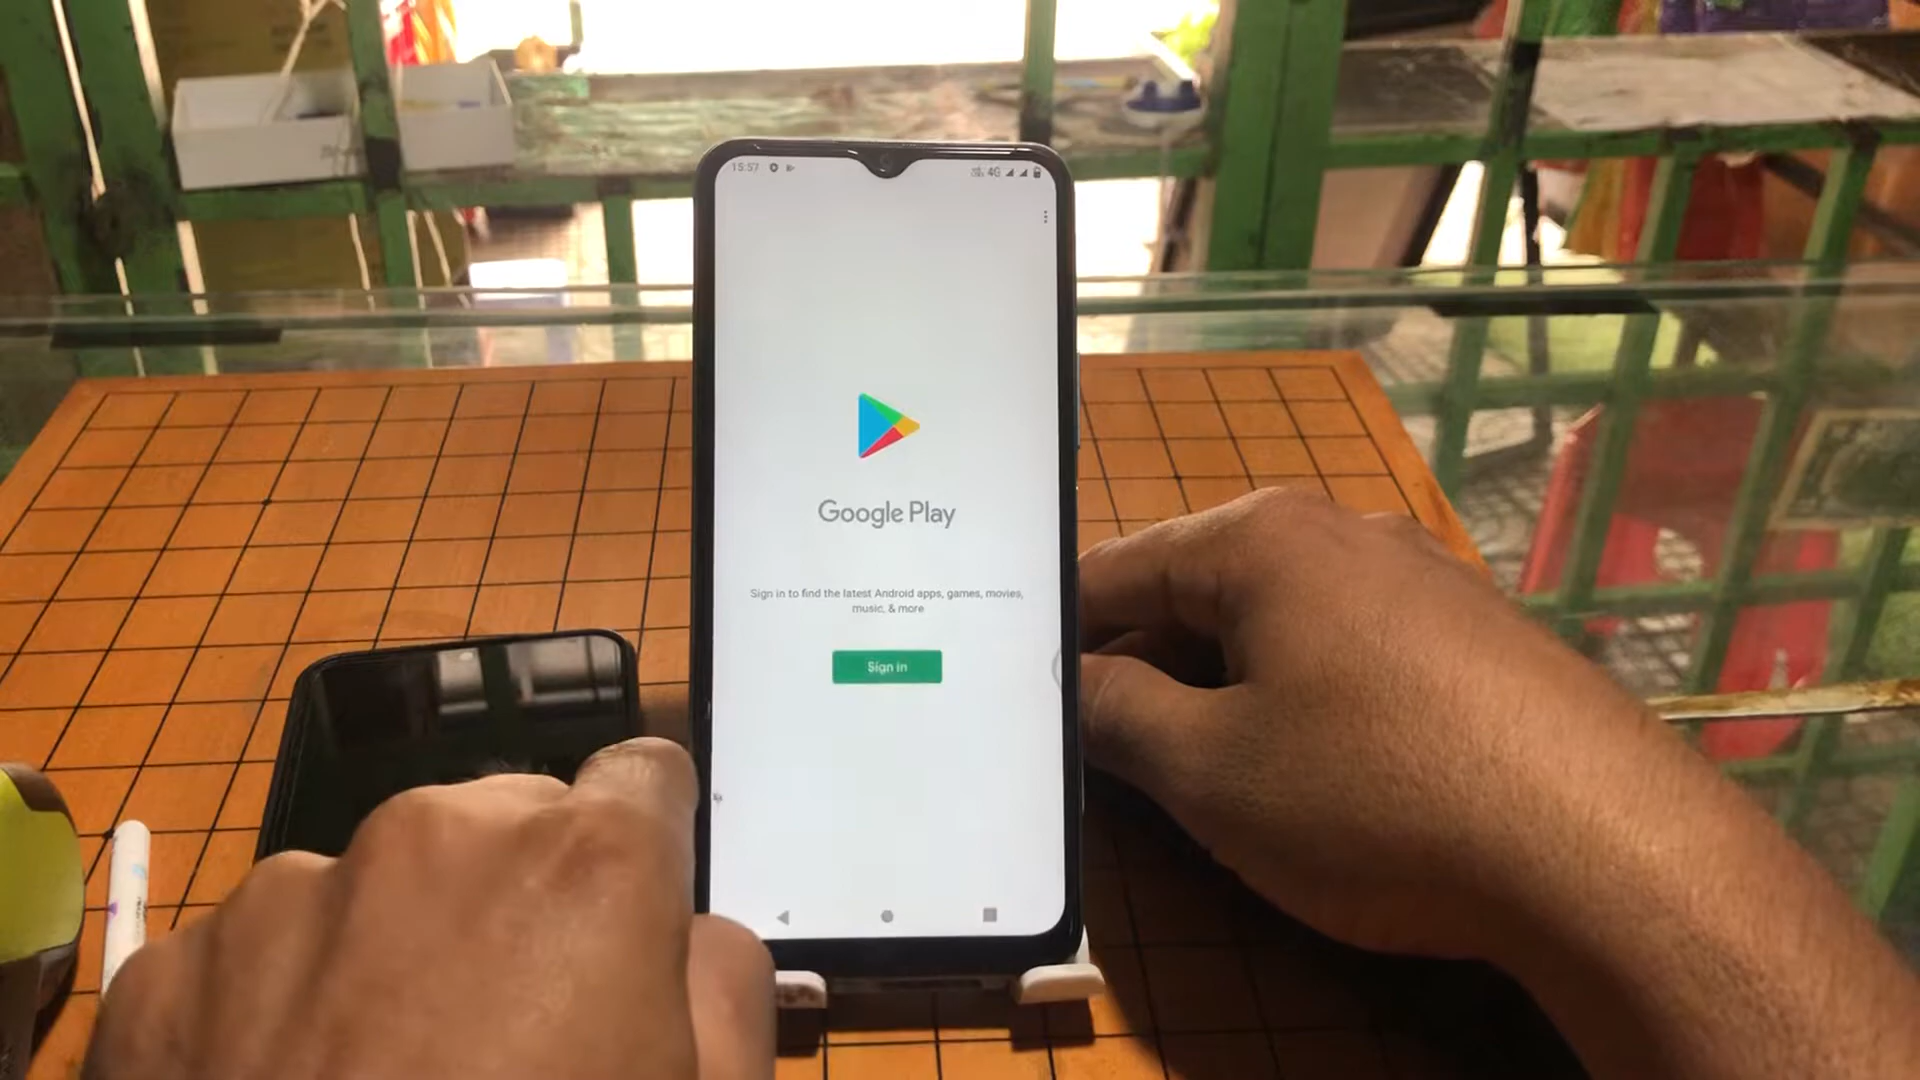 15:57
4G
Google Play
Sign in to find the latest Android apps, games, movies,
music, & more
Sign in